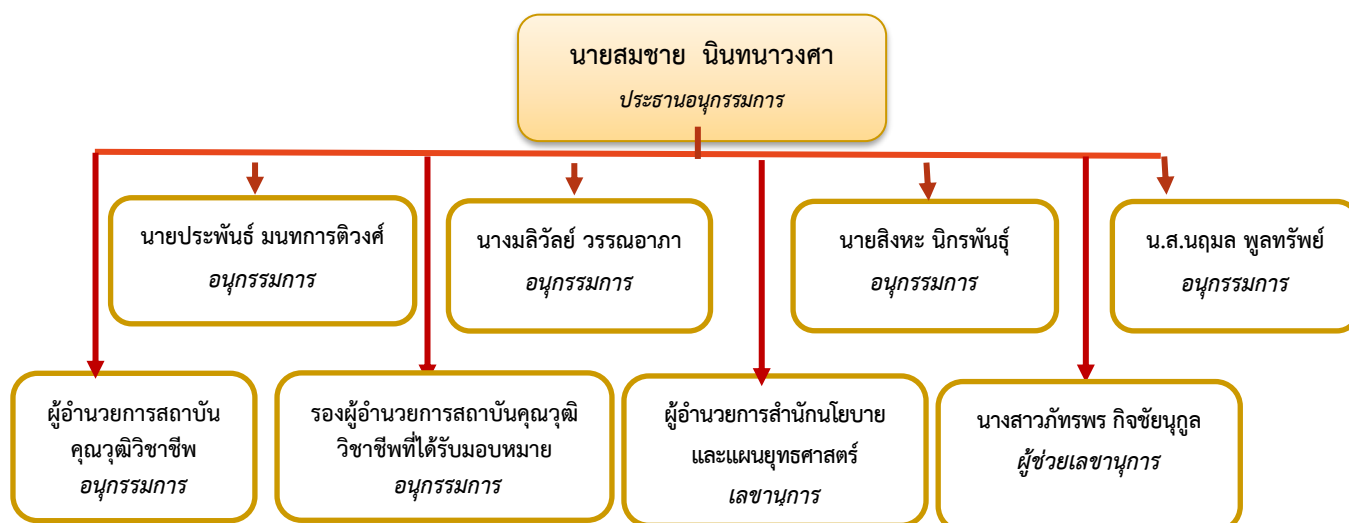 นายสมชาย นินทนาวงศา
ประธานอนุกรรมการ
นายประพันธ์ มนทการติวงศ์
อนุกรรมการ
นางมลิวัลย์ วรรณอาภา
อนุกรรมการ
นายสิงหะ นิกรพันธุ์
อนุกรรมการ
น.ส.นฤมล พูลทรัพย์
อนุกรรมการ
ผู้อำนวยการสถาบัน
คุณวุฒิวิชาชีพ
อนุกรรมการ
รองผู้อำนวยการสถาบันคุณวุฒิ
วิชาชีพที่ได้รับมอบหมาย
อนุกรรมการ
ผู้อำนวยการสำนักนโยบาย
และแผนยุทธศาสตร์
เลขานุการ
นางสาวภัทรพร กิจชัยนุกูล
ผู้ช่วยเลขานุการ